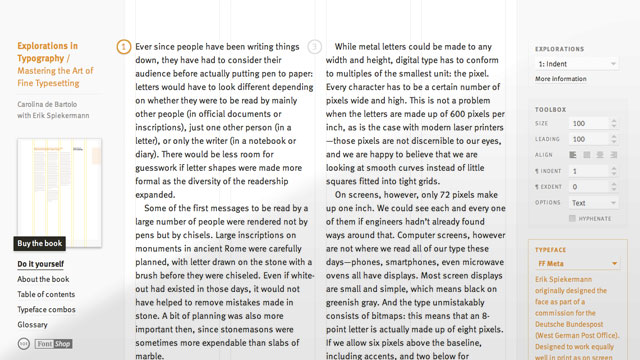 Explorations in
Typography /
Mastering the Art of
Fine Typesetting
Carolina de Bartolo
with Erik Spiekermann
Buy the book
Do it yourself
About the book
Table of contents
Typeface combos
Glossary
Font Shop
1
Ever since people have been writing things
down, they have had to consider their
audience before actually putting pen to paper:
letters would have to look different depending
on whether they were to be read by mainly
other people (in official documents or
inscriptions), just one other person (in a
letter), or only the writer (in a notebook or
diary). There would be less room for
guesswork if letter shapes were made more
formal as the diversity of the readership
expanded.
Some of the first messages to be read by a
large number of people were rendered not by
pens but by chisels. Large inscriptions on
monuments in ancient Rome were carefully
planned, with letter drawn on the stone with a
brush before they were chiseled. Even if white-
out had existed in those days, it would not
have helped to remove mistakes made in
stone. A bit of planning was also more
important then, since stonemasons were
sometimes more expendable than slabs of
marble.
3
While metal letters could be made to any
width and height, digital type has to conform
to multiples of the smallest unit: the pixel.
Every character has to be a certain number of
pixels wide and high. This is not a problem
when the letters are made up of 600 pixels per
inch, as is the case with modern laser printers
—those pixels are not discernible to our eyes,
and we are happy to believe that we are
looking at smooth curves instead of little
squares fitted into tight grids.
On screens, however, only 72 pixels make
up one inch. We could see each and every one
of them if engineers hadn't already found
ways around that. Computer screens, however
are not where we read all of our type these
days—phones, smartphones, even microwave
ovens all have displays. Most screen displays
are small and simple, which means black on
greenish gray. And the type unmistakably
consists of bitmaps: this means that an 8-
point letter is actually made up of eight pixels.
If we allow six pixels above the baseline,
including accents, and two below for
EXPLORATIONS
1: Indent
More Information
TOOLBOX
SIZE 100
LEADING 100
ALIGN
¶ INDENT 1
¶ EXDENT 0
OPTIONS Text
HYPHENATE
TYPEFACE
FF Meta
Erik Spiekermann
originally designed the
face as part of a
commission for the
Deutsche Bundespost
(West German Post Office).
Designed to work equally
well in print as on screen